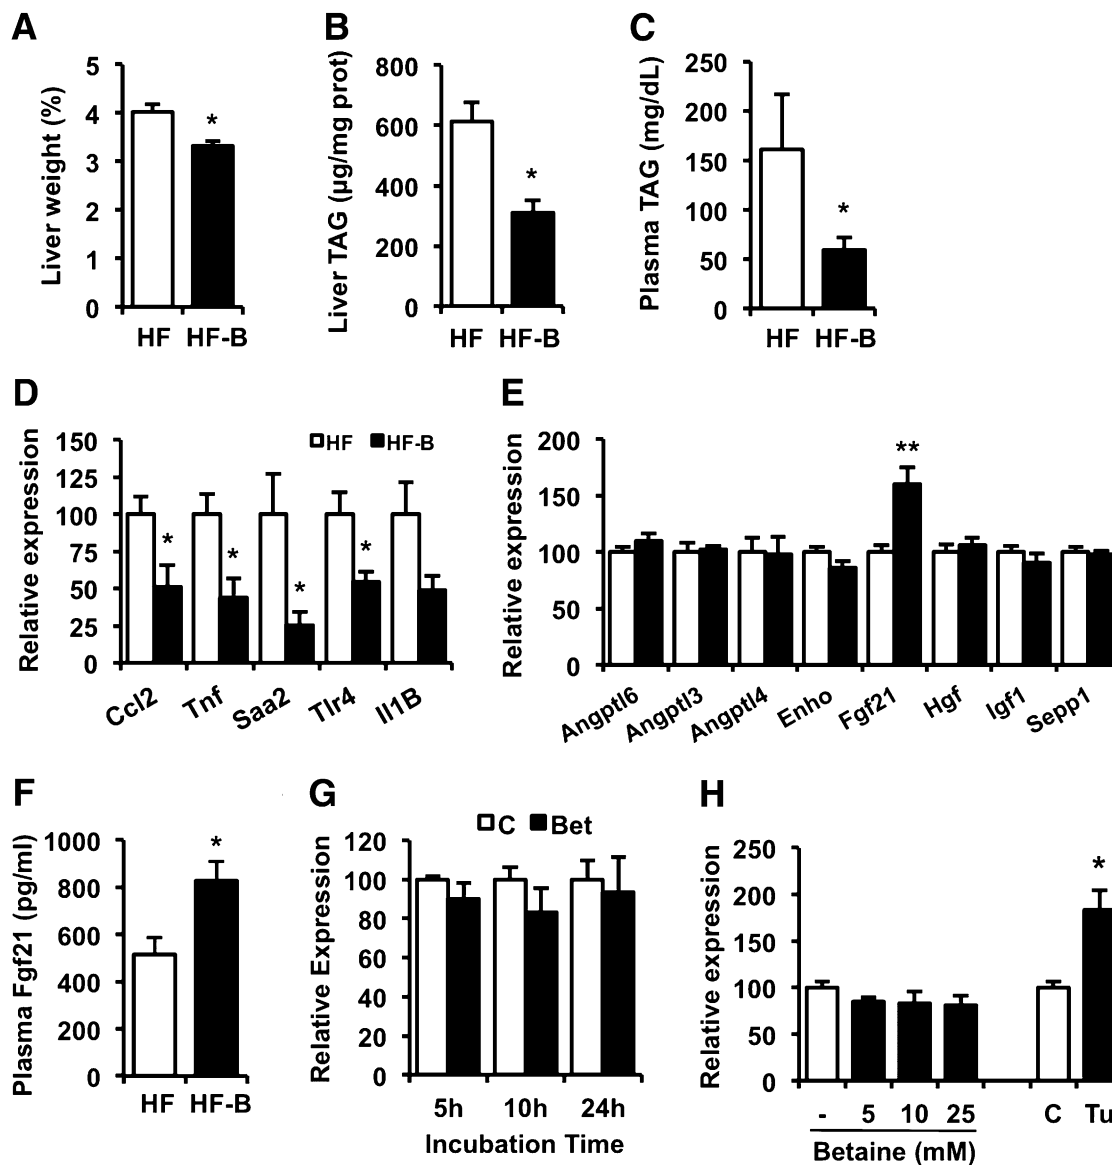 A
Liver weight (%)
5
4
3
2
1
0
*
HF HF-B
B
Liver TAG (μg/mg prot)
800
600
400
200
0
*
HF HF-B
C
Plasma TAG (mg/dL)
250
200
150
100
50
0
*
HF HF-B
D
Relative expression
150
125
100
75
50
25
0
HF HF-B
* * * *
Ccl2 Tnf Saa2 Tlr4 Il1B
E
Relative expression
200
150
100
50
0
**
Angptl6 Angptl3 Angptl4 Enho Fgf21 Hgf Igf1 Sepp1
F
Plasma Fgf21 (pg/ml)
1000
800
600
400
200
0
*
HF HF-B
G
Relative Expression
C Bet
120
100
80
60
40
20
0
5h 10h 24h
Incubation Time
H
Relative expression
250
200
150
100
50
0
*
- 5 10 25 C Tu
Betaine (mM)